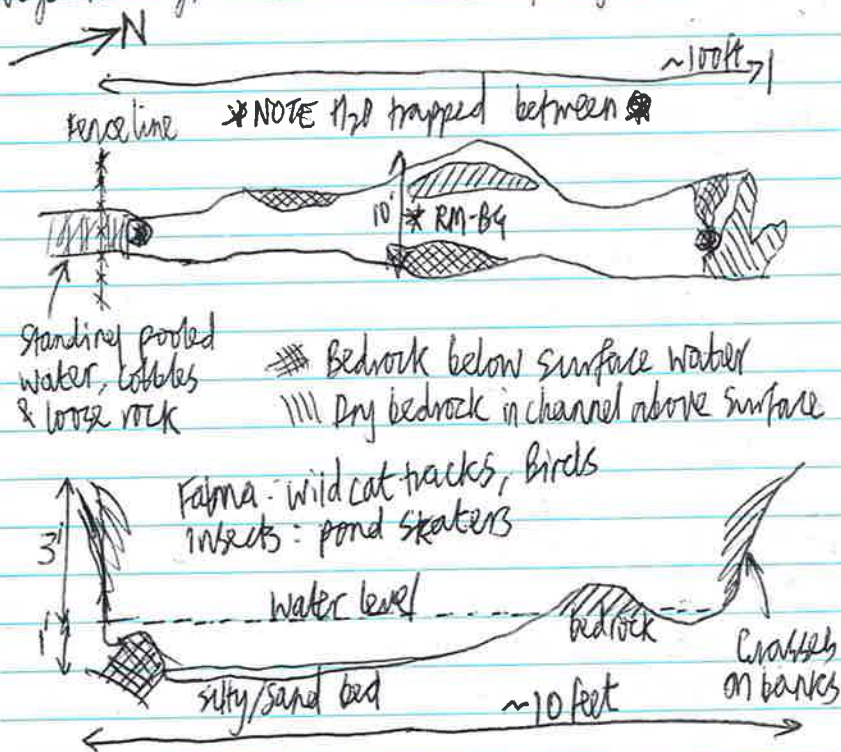 N
~100ft
Fence line
*NOTE H2O trapped between
10'
* RM-BG
Standing pooled
water, cobbles
& loose rock
Bedrock below surface water
Dry bedrock in channel above surface
Fauna: wild cat tracks, Birds
insects: pond skaters
3'
Water level
1'
bedrock
Grasses
on banks
silty/sand bed
~10 feet